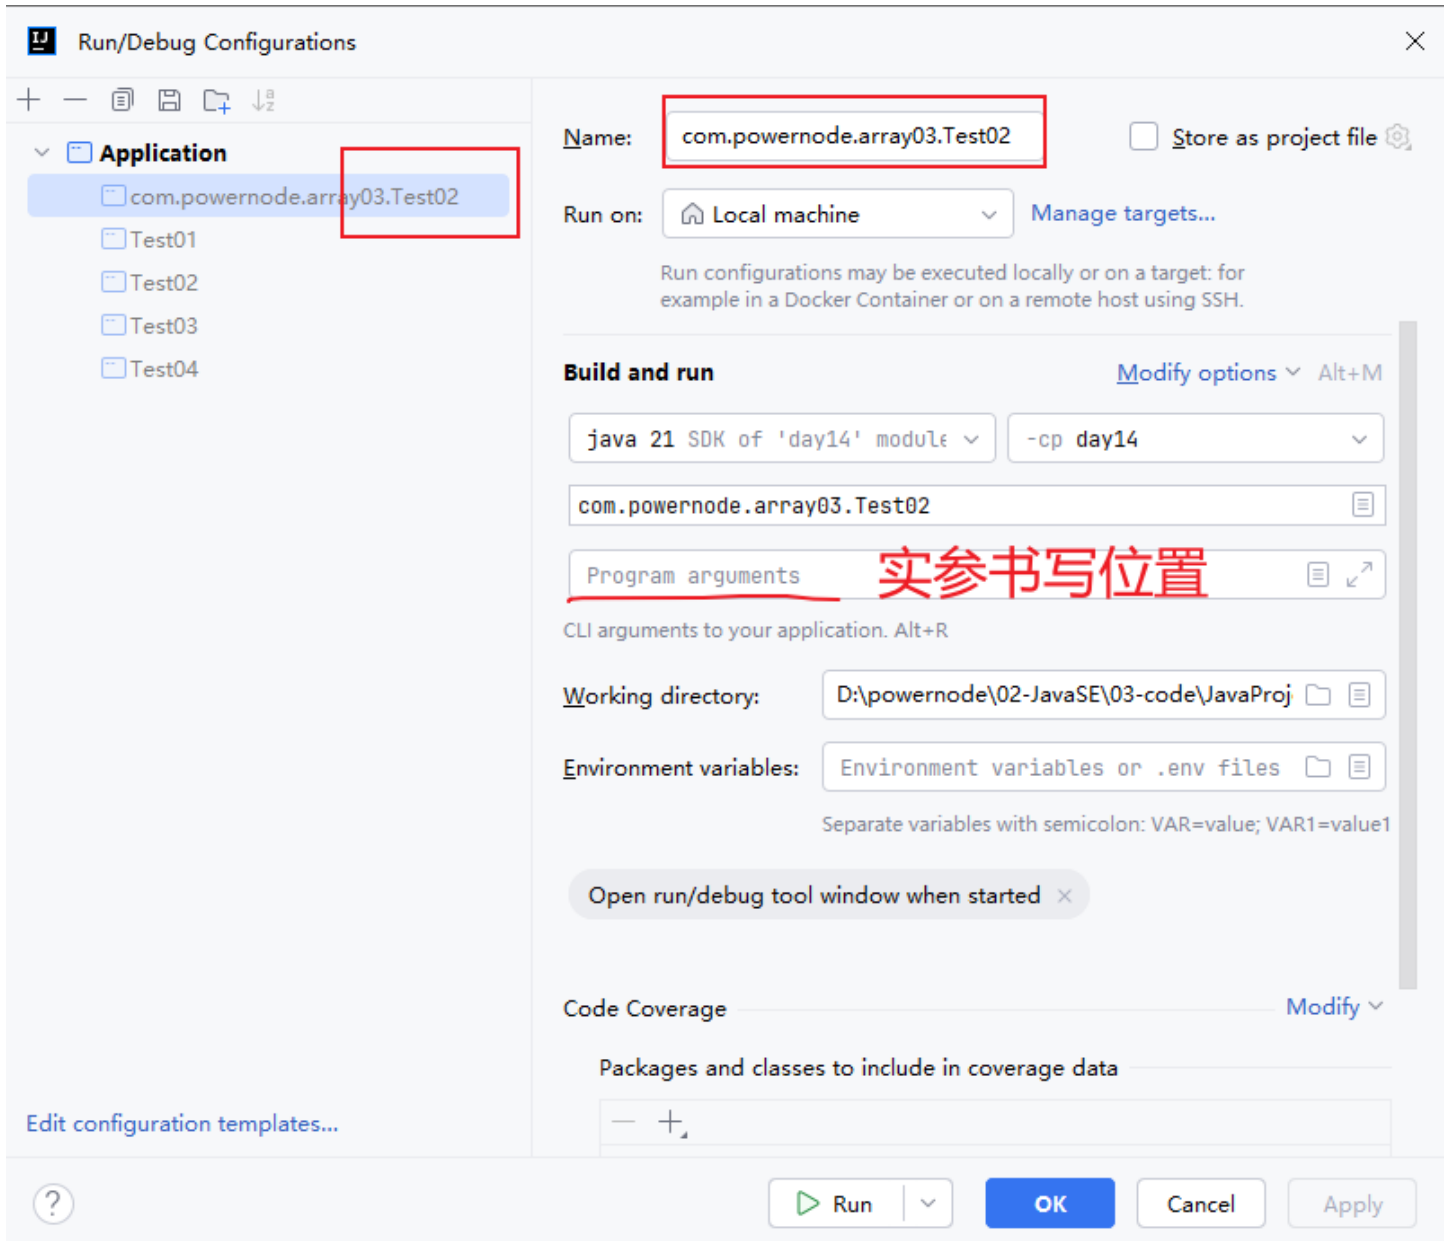 IJ
Run/Debug Configurations
Application
com.powernode.array03.Test02
Test01
Test02
Test03
Test04
Edit configuration templates...
Name: com.powernode.array03.Test02 Store as project file
Run on: Local machine Manage targets...
Run configurations may be executed locally or on a target: for
example in a Docker Container or on a remote host using SSH.
Build and run Modify options Alt+M
java 21 SDK of 'day14' module -cp day14
com.powernode.array03.Test02
Program arguments 实参书写位置
CLI arguments to your application. Alt+R
Working directory: D:\powernode\02-JavaSE\03-code\JavaProj
Environment variables: Environment variables or .env files
Separate variables with semicolon: VAR=value; VAR1=value1
Open run/debug tool window when started
Code Coverage Modify
Packages and classes to include in coverage data
? Run OK Cancel Apply